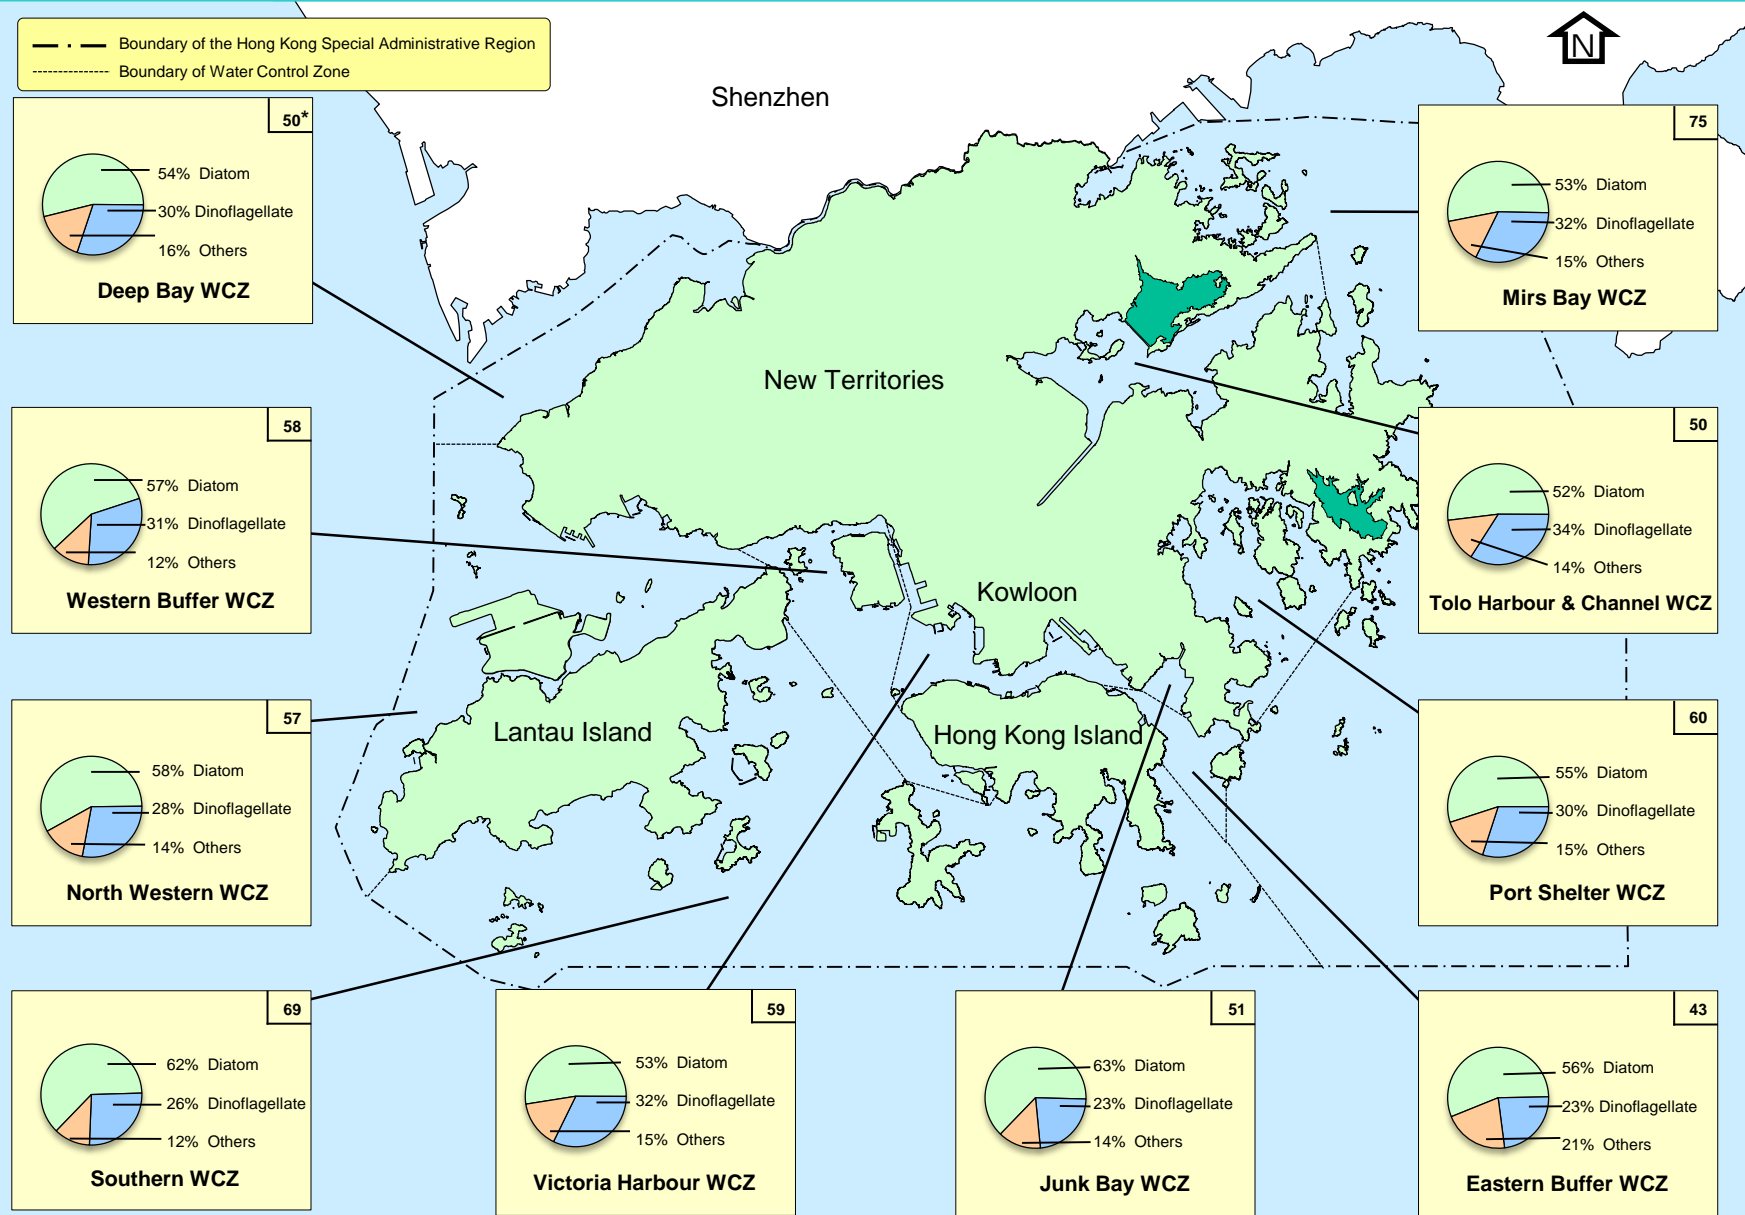 Boundary of the Hong Kong Special Administrative Region
Boundary of Water Control Zone
N
Shenzhen
New Territories
Kowloon
Lantau Island
Hong Kong Island
50*
54% Diatom
30% Dinoflagellate
16% Others
Deep Bay WCZ
58
57% Diatom
31% Dinoflagellate
12% Others
Western Buffer WCZ
57
58% Diatom
28% Dinoflagellate
14% Others
North Western WCZ
69
62% Diatom
26% Dinoflagellate
12% Others
Southern WCZ
59
53% Diatom
32% Dinoflagellate
15% Others
Victoria Harbour WCZ
51
63% Diatom
23% Dinoflagellate
14% Others
Junk Bay WCZ
43
56% Diatom
23% Dinoflagellate
21% Others
Eastern Buffer WCZ
60
55% Diatom
30% Dinoflagellate
15% Others
Port Shelter WCZ
50
52% Diatom
34% Dinoflagellate
14% Others
Tolo Harbour & Channel WCZ
75
53% Diatom
32% Dinoflagellate
15% Others
Mirs Bay WCZ